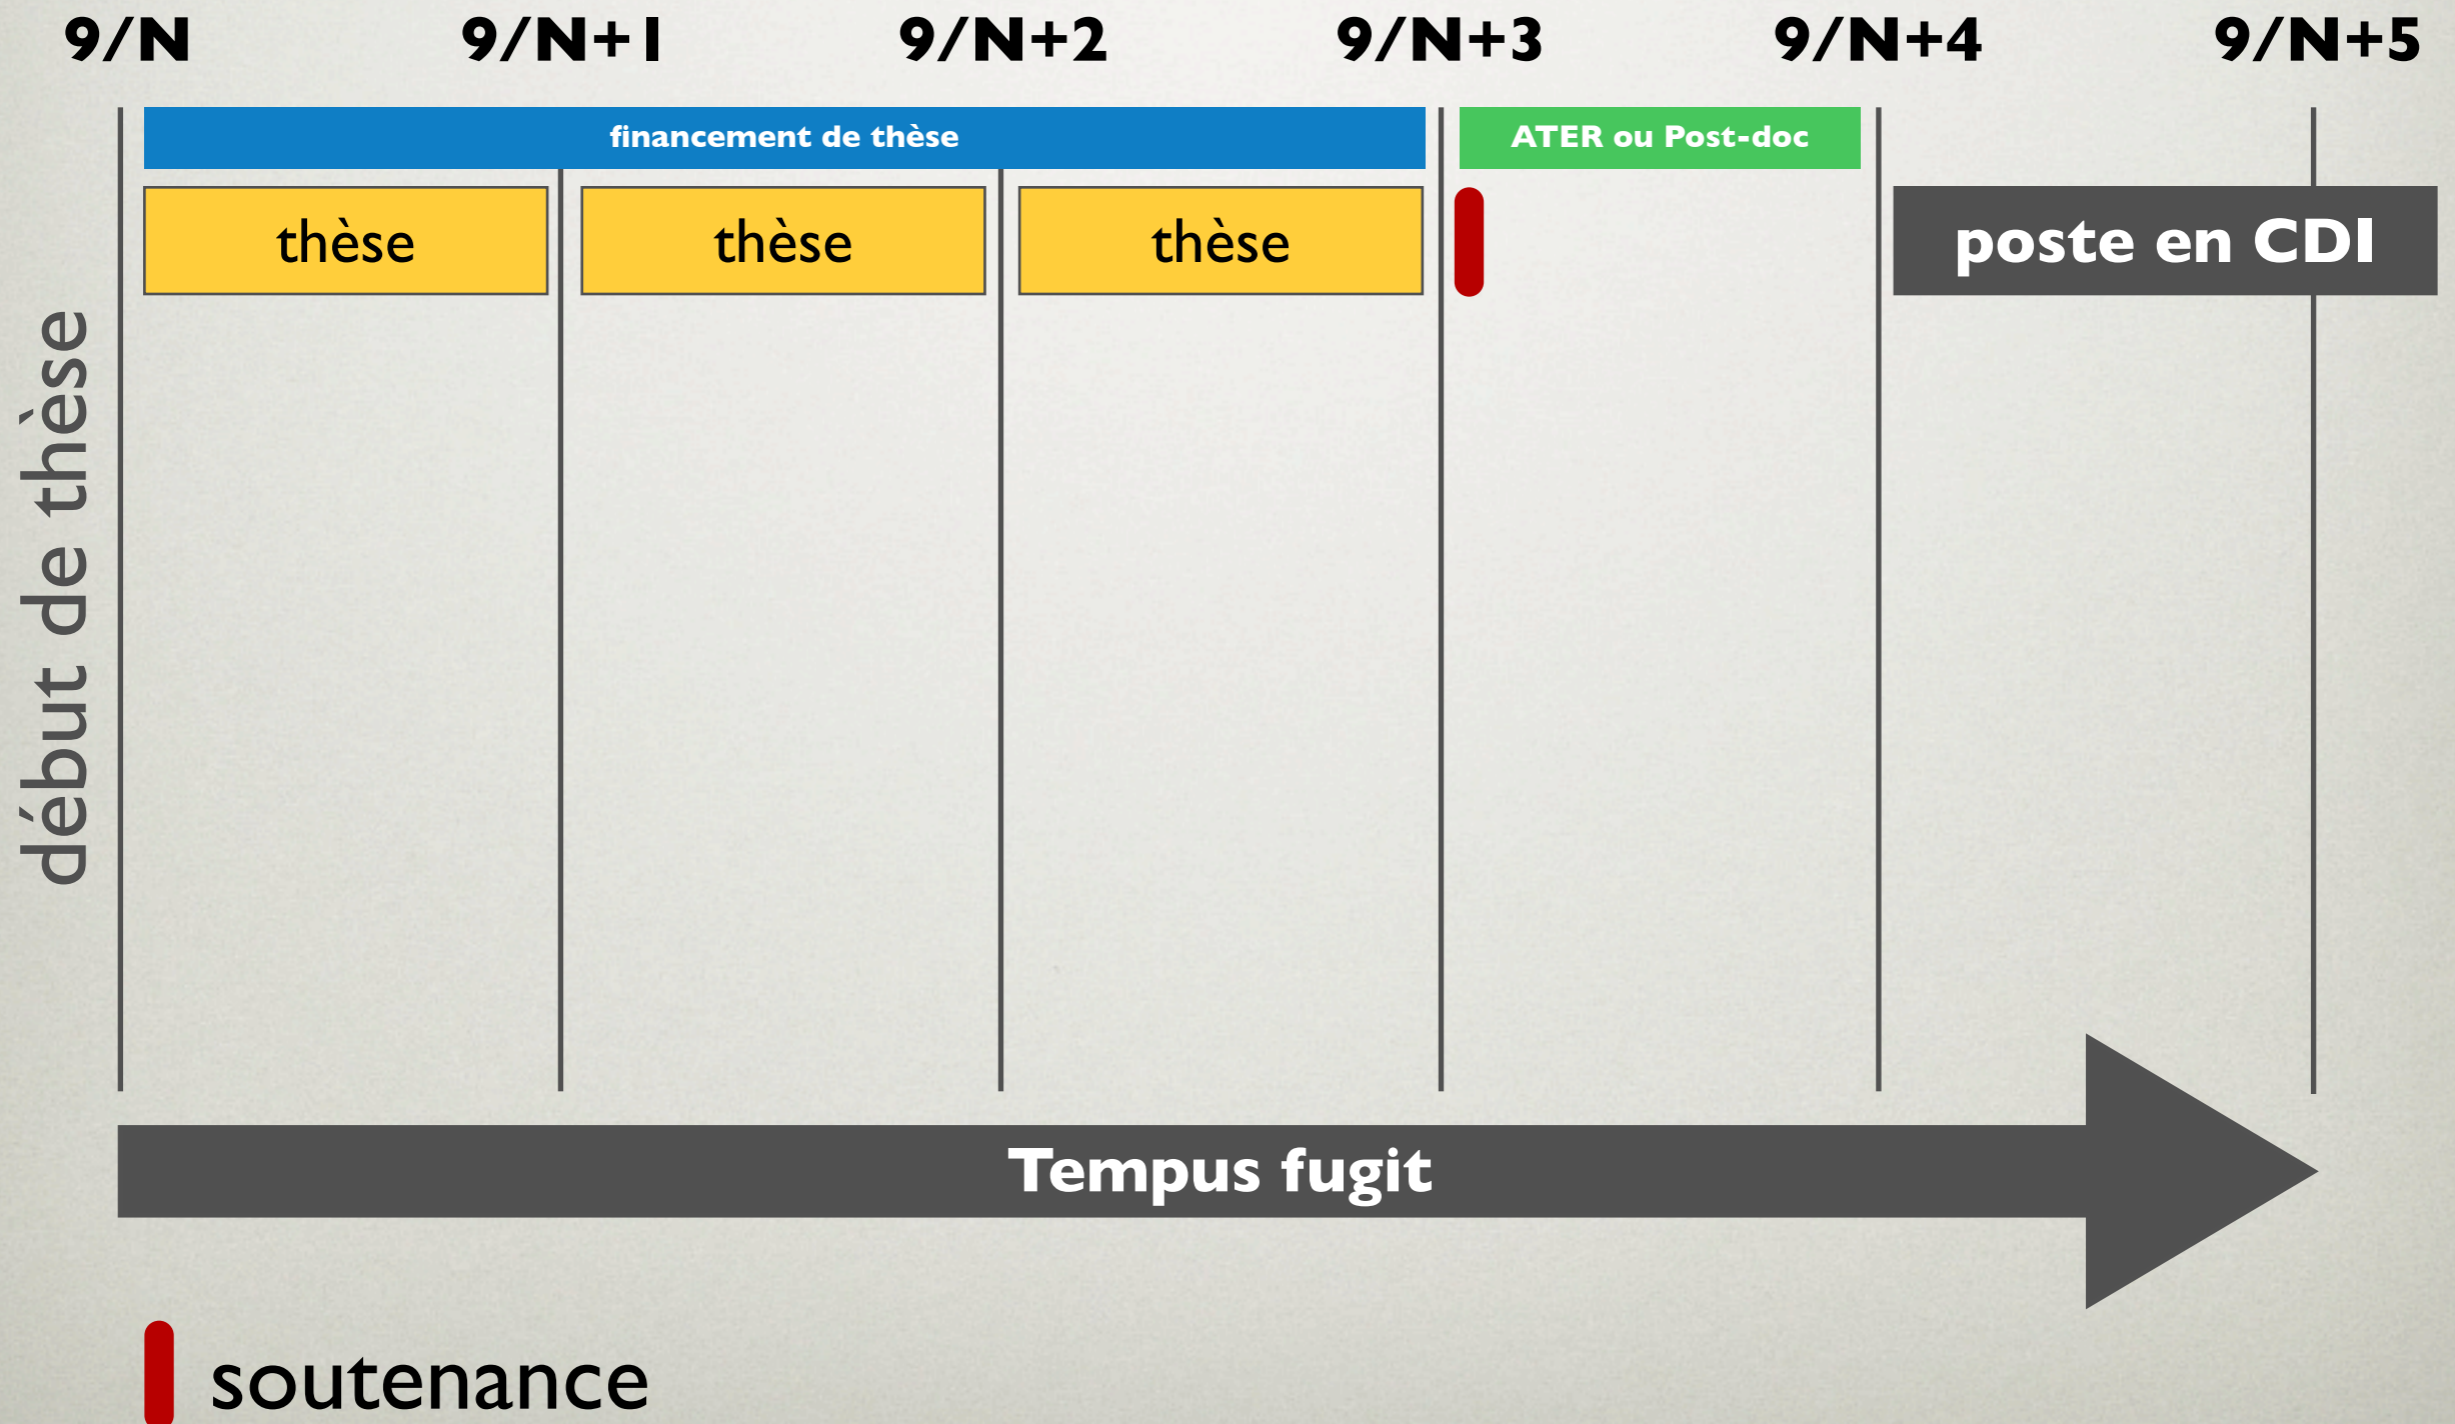 9/N 9/N+1 9/N+2 9/N+3 9/N+4 9/N+5
financement de thèse ATER ou Post-doc
thèse thèse thèse poste en CDI
début de thèse
Tempus fugit
soutenance